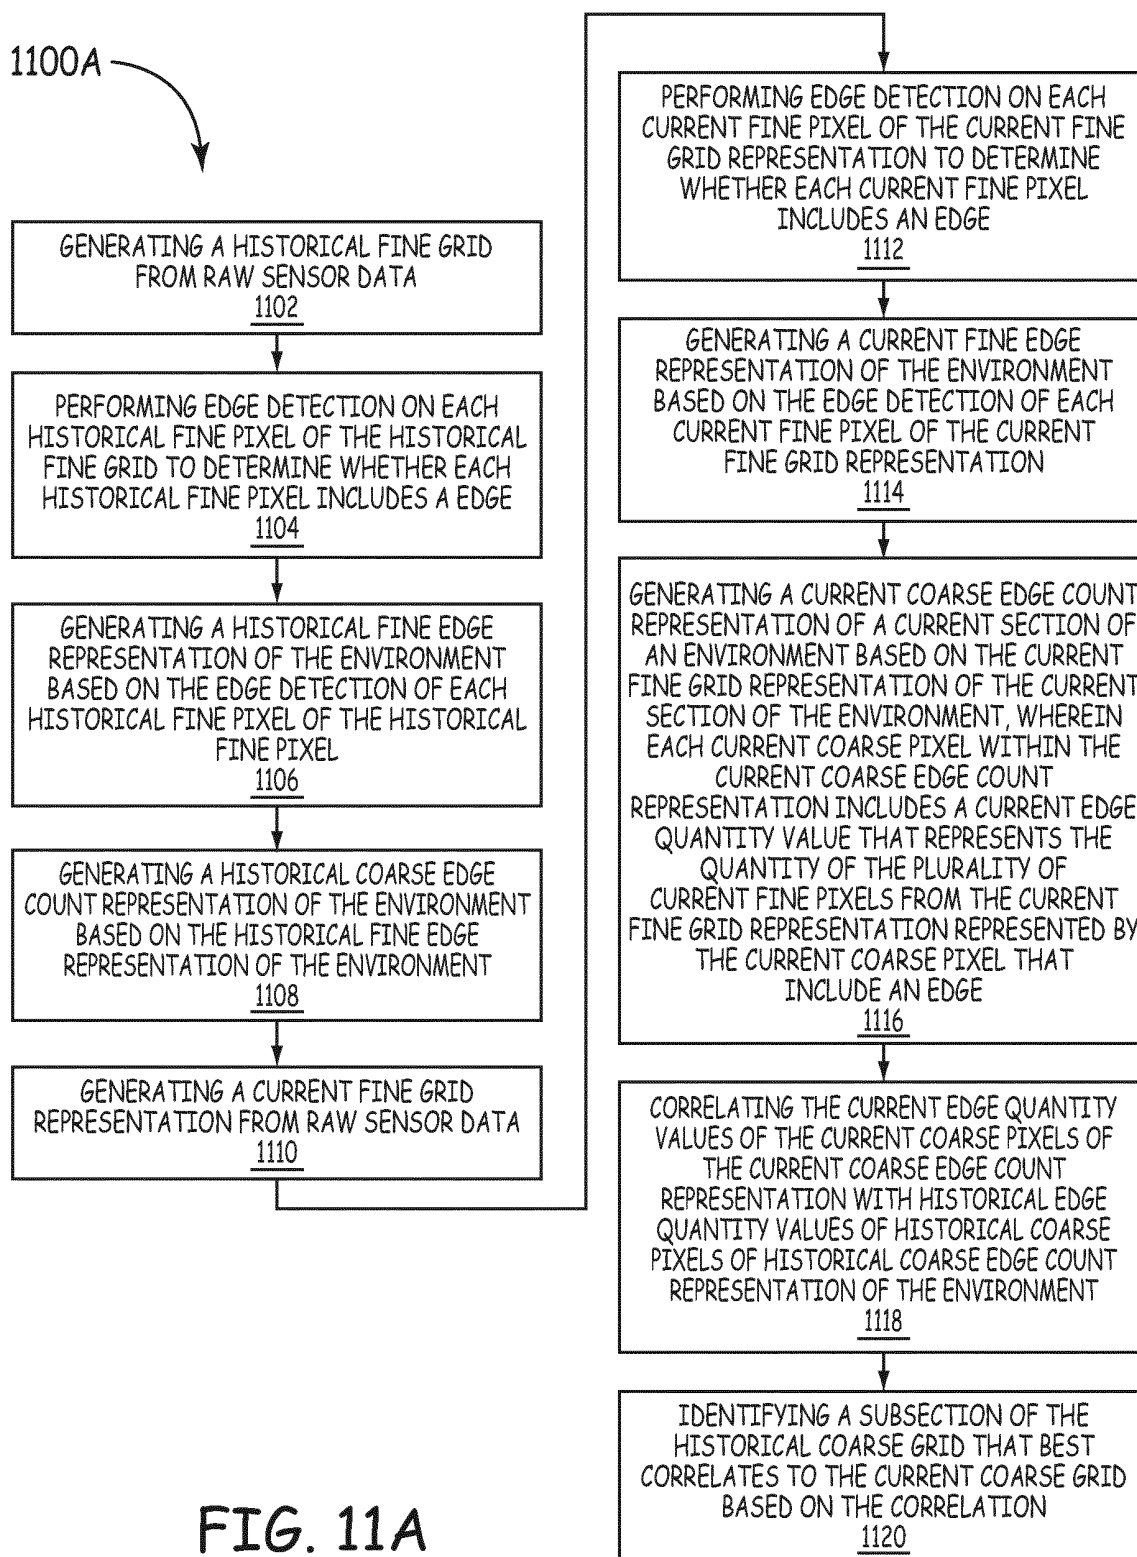 1100A
GENERATING A HISTORICAL FINE GRID
FROM RAW SENSOR DATA
1102
PERFORMING EDGE DETECTION ON EACH
HISTORICAL FINE PIXEL OF THE HISTORICAL
FINE GRID TO DETERMINE WHETHER EACH
HISTORICAL FINE PIXEL INCLUDES A EDGE
1104
GENERATING A HISTORICAL FINE EDGE
REPRESENTATION OF THE ENVIRONMENT
BASED ON THE EDGE DETECTION OF EACH
HISTORICAL FINE PIXEL OF THE HISTORICAL
FINE PIXEL
1106
GENERATING A HISTORICAL COARSE EDGE
COUNT REPRESENTATION OF THE ENVIRONMENT
BASED ON THE HISTORICAL FINE EDGE
REPRESENTATION OF THE ENVIRONMENT
1108
GENERATING A CURRENT FINE GRID
REPRESENTATION FROM RAW SENSOR DATA
1110
PERFORMING EDGE DETECTION ON EACH
CURRENT FINE PIXEL OF THE CURRENT FINE
GRID REPRESENTATION TO DETERMINE
WHETHER EACH CURRENT FINE PIXEL
INCLUDES AN EDGE
1112
GENERATING A CURRENT FINE EDGE
REPRESENTATION OF THE ENVIRONMENT
BASED ON THE EDGE DETECTION OF EACH
CURRENT FINE PIXEL OF THE CURRENT
FINE GRID REPRESENTATION
1114
GENERATING A CURRENT COARSE EDGE COUNT
REPRESENTATION OF A CURRENT SECTION OF
AN ENVIRONMENT BASED ON THE CURRENT
FINE GRID REPRESENTATION OF THE CURRENT
SECTION OF THE ENVIRONMENT, WHEREIN
EACH CURRENT COARSE PIXEL WITHIN THE
CURRENT COARSE EDGE COUNT
REPRESENTATION INCLUDES A CURRENT EDGE
QUANTITY VALUE THAT REPRESENTS THE
QUANTITY OF THE PLURALITY OF
CURRENT FINE PIXELS FROM THE CURRENT
FINE GRID REPRESENTATION REPRESENTED BY
THE CURRENT COARSE PIXEL THAT
INCLUDE AN EDGE
1116
CORRELATING THE CURRENT EDGE QUANTITY
VALUES OF THE CURRENT COARSE PIXELS OF
THE CURRENT COARSE EDGE COUNT
REPRESENTATION WITH HISTORICAL EDGE
QUANTITY VALUES OF HISTORICAL COARSE
PIXELS OF HISTORICAL COARSE EDGE COUNT
REPRESENTATION OF THE ENVIRONMENT
1118
IDENTIFYING A SUBSECTION OF THE
HISTORICAL COARSE GRID THAT BEST
CORRELATES TO THE CURRENT COARSE GRID
BASED ON THE CORRELATION
1120
FIG. 11A